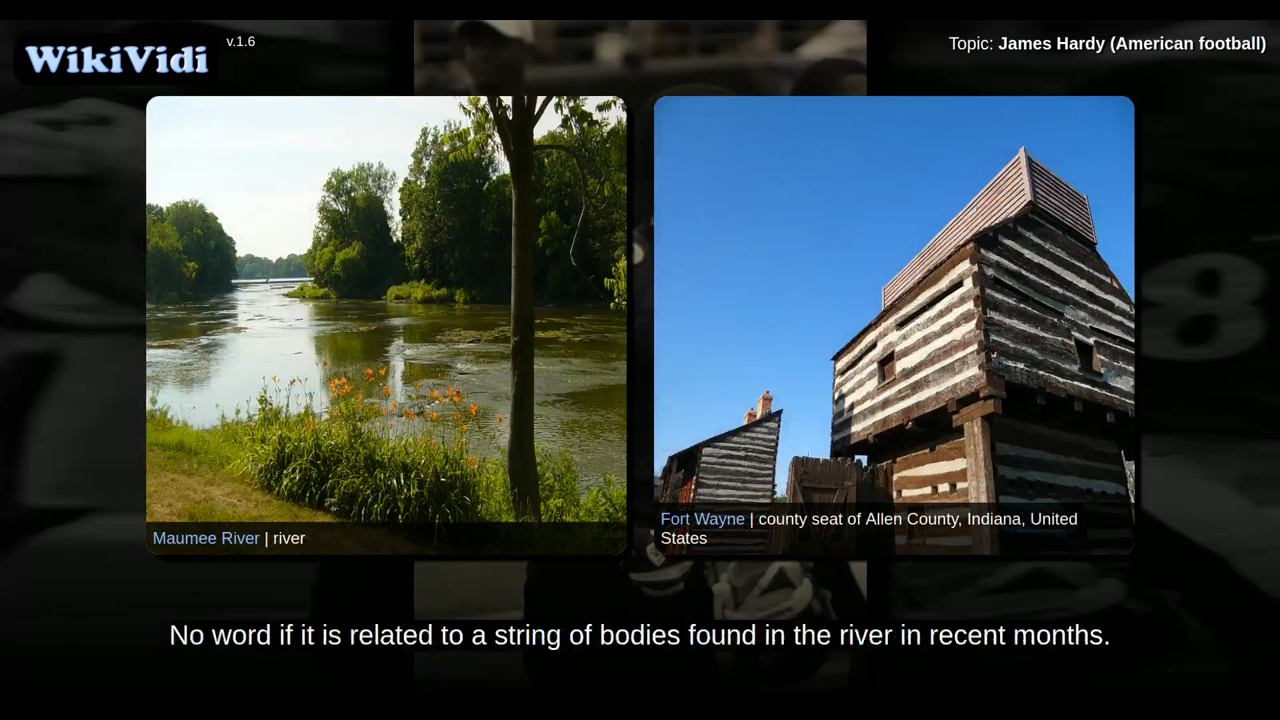 WikiVidi
v.1.6
Topic: James Hardy (American football)
8
Maumee River | river
Fort Wayne | county seat of Allen County, Indiana, United
States
No word if it is related to a string of bodies found in the river in recent months.